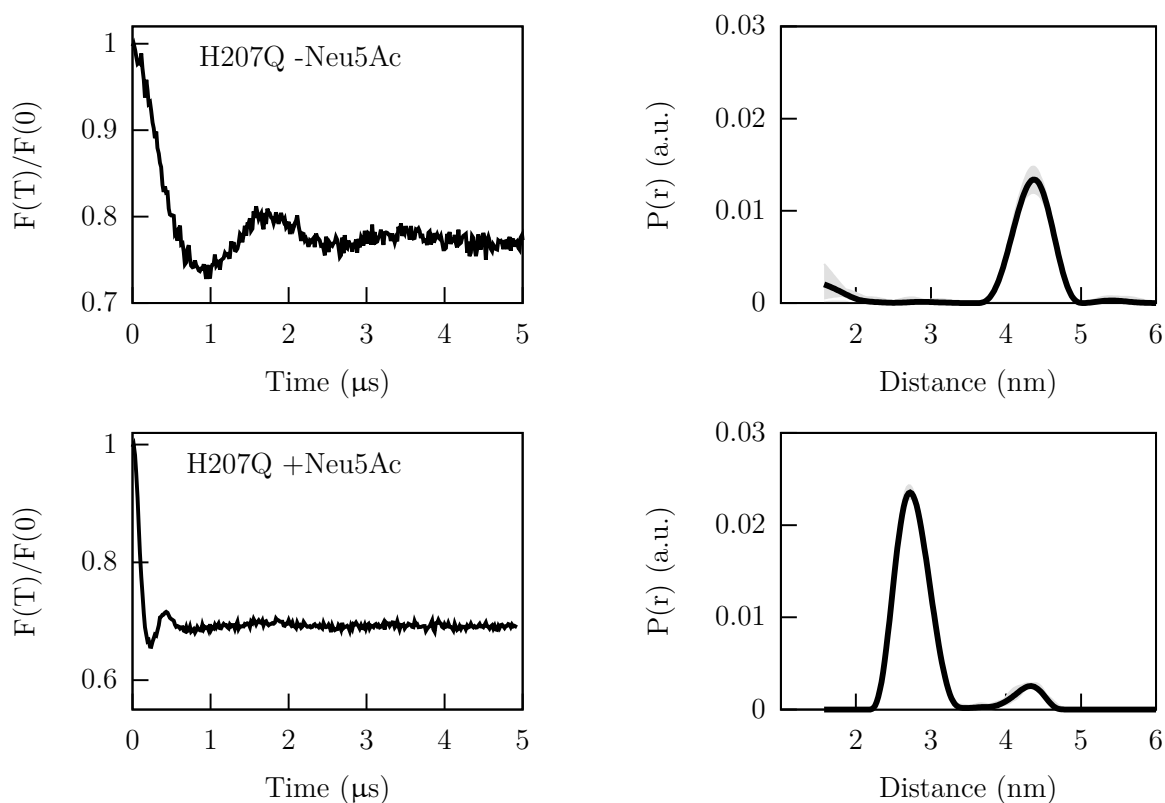 F(T)/F(0)
1
0.9
0.8
0.7
H207Q -Neu5Ac
0 1 2 3 4 5
Time (μs)
P(r) (a.u.)
0.03
0.02
0.01
0
2 3 4 5 6
Distance (nm)
F(T)/F(0)
1
0.8
0.6
H207Q +Neu5Ac
0 1 2 3 4 5
Time (μs)
P(r) (a.u.)
0.03
0.02
0.01
0
2 3 4 5 6
Distance (nm)